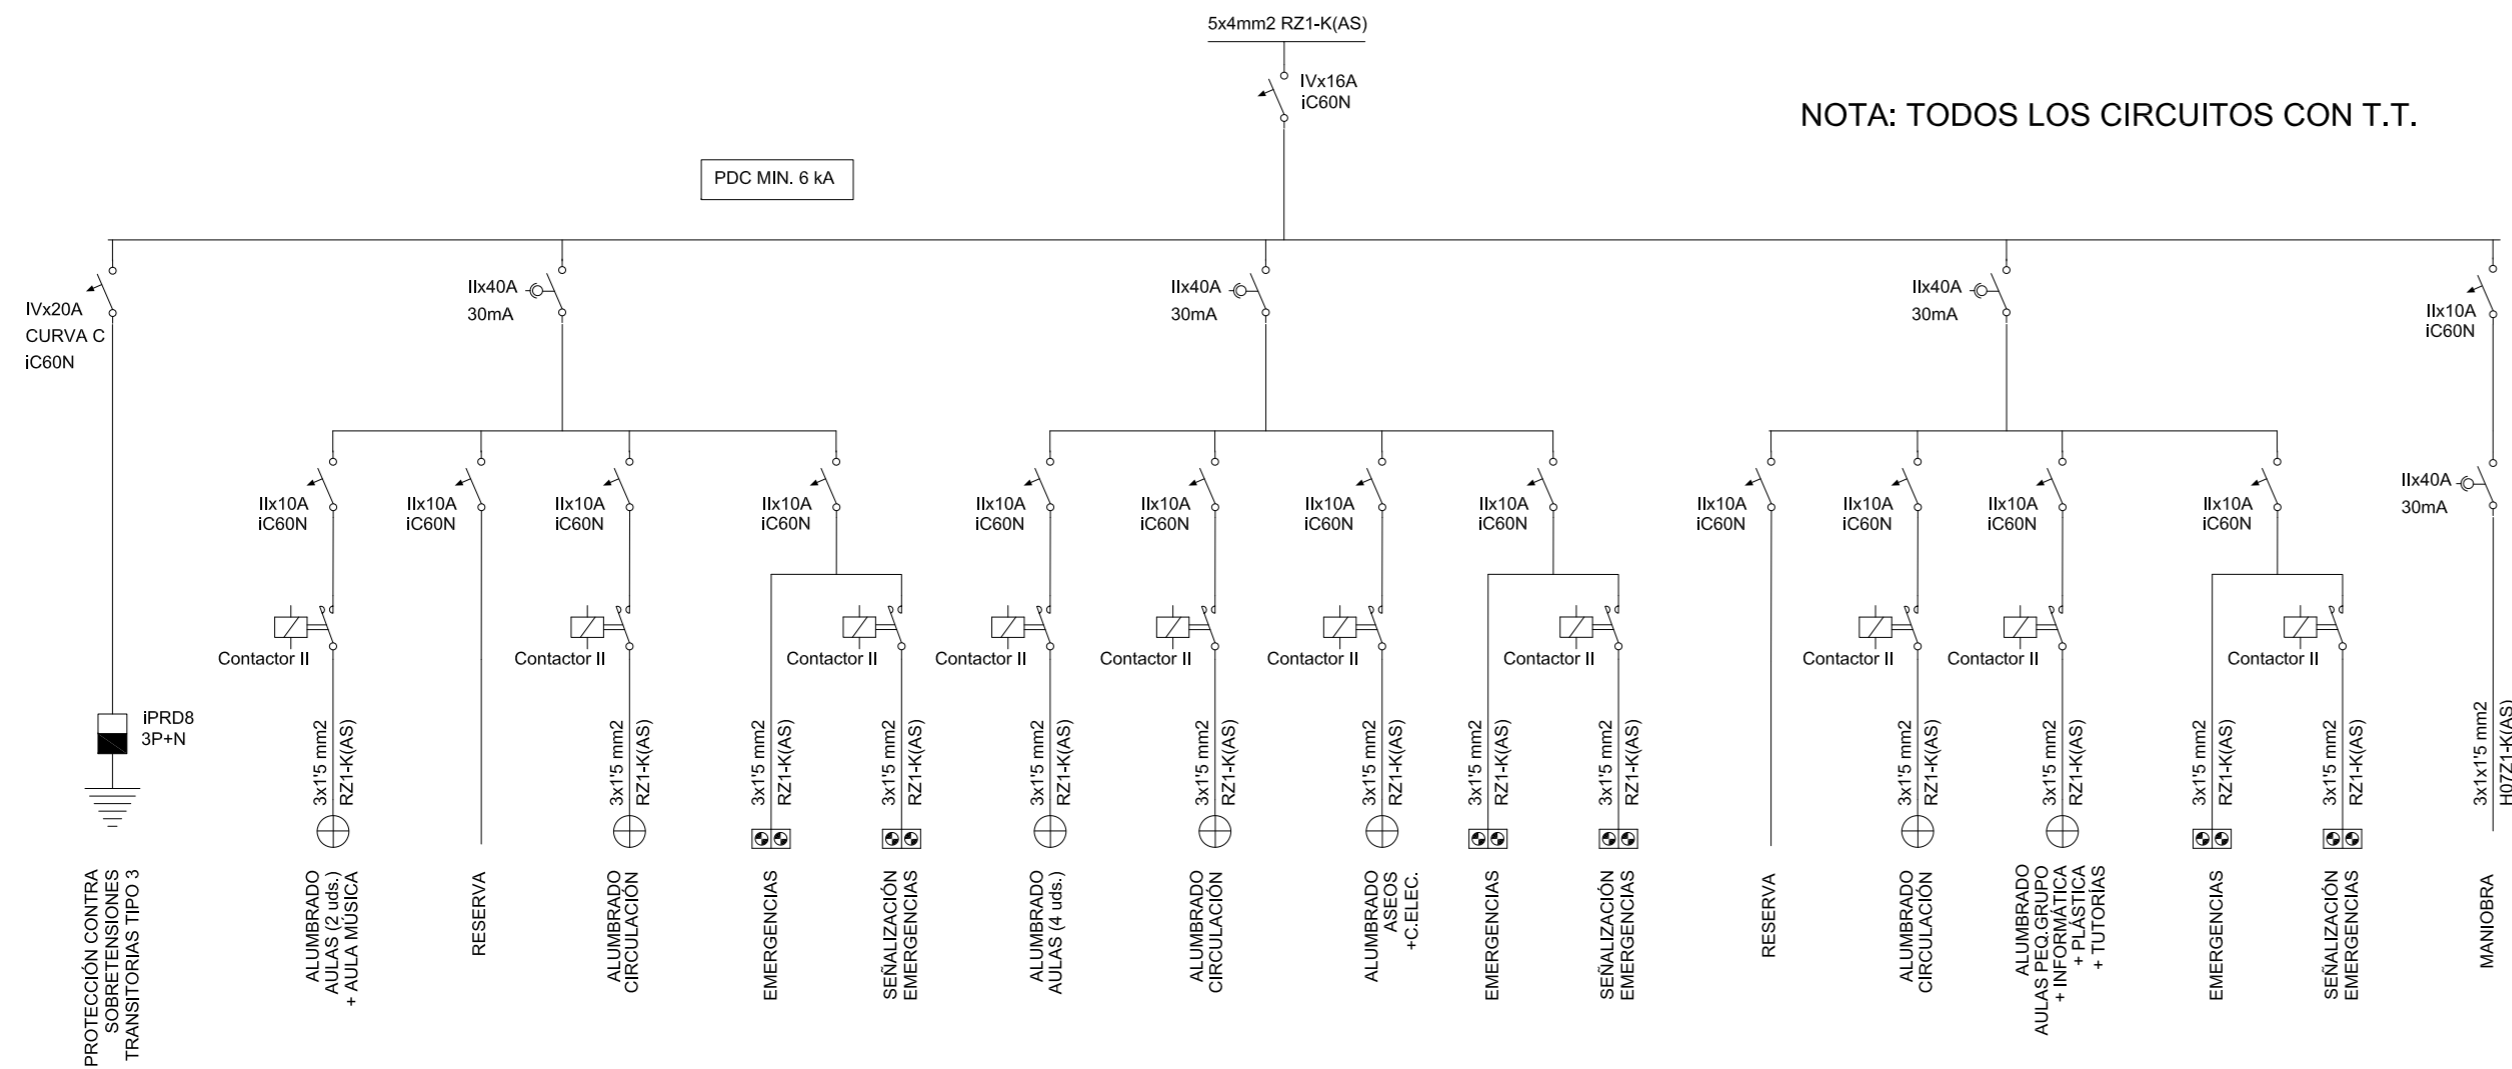 5x4mm2 RZ1-K(AS)
IVx16A
iC60N
NOTA: TODOS LOS CIRCUITOS CON T.T.
PDC MIN. 6 kA
IVx20A
CURVA C
iC60N
IIx40A
30mA
IIx40A
30mA
IIx40A
30mA
IIx10A
iC60N
IIx10A
iC60N
IIx10A
iC60N
IIx10A
iC60N
IIx10A
iC60N
IIx10A
iC60N
IIx10A
iC60N
IIx10A
iC60N
IIx10A
iC60N
IIx10A
iC60N
IIx10A
iC60N
IIx10A
iC60N
IIx10A
iC60N
IIx40A
30mA
Contactor II
Contactor II
Contactor II
Contactor II
Contactor II
Contactor II
Contactor II
Contactor II
Contactor II
Contactor II
iPRD8
3P+N
3x1'5 mm2
RZ1-K(AS)
3x1'5 mm2
RZ1-K(AS)
3x1'5 mm2
RZ1-K(AS)
3x1'5 mm2
RZ1-K(AS)
3x1'5 mm2
RZ1-K(AS)
3x1'5 mm2
RZ1-K(AS)
3x1'5 mm2
RZ1-K(AS)
3x1'5 mm2
RZ1-K(AS)
3x1'5 mm2
RZ1-K(AS)
3x1'5 mm2
RZ1-K(AS)
3x1'5 mm2
RZ1-K(AS)
3x1'5 mm2
RZ1-K(AS)
3x1'5 mm2
RZ1-K(AS)
3x1x1'5 mm2
H07Z1-K(AS)
PROTECCIÓN CONTRA
SOBRETENSIONES
TRANSITORIAS TIPO 3
ALUMBRADO
AULAS (2 uds.)
+ AULA MÚSICA
RESERVA
ALUMBRADO
CIRCULACIÓN
EMERGENCIAS
SEÑALIZACIÓN
EMERGENCIAS
ALUMBRADO
AULAS (4 uds.)
ALUMBRADO
CIRCULACIÓN
ALUMBRADO
ASEOS
+C.ELEC.
EMERGENCIAS
SEÑALIZACIÓN
EMERGENCIAS
RESERVA
ALUMBRADO
CIRCULACIÓN
ALUMBRADO
AULAS PEQ.GRUPO
+ INFORMÁTICA
+ PLÁSTICA
+ TUTORÍAS
EMERGENCIAS
SEÑALIZACIÓN
EMERGENCIAS
MANIOBRA